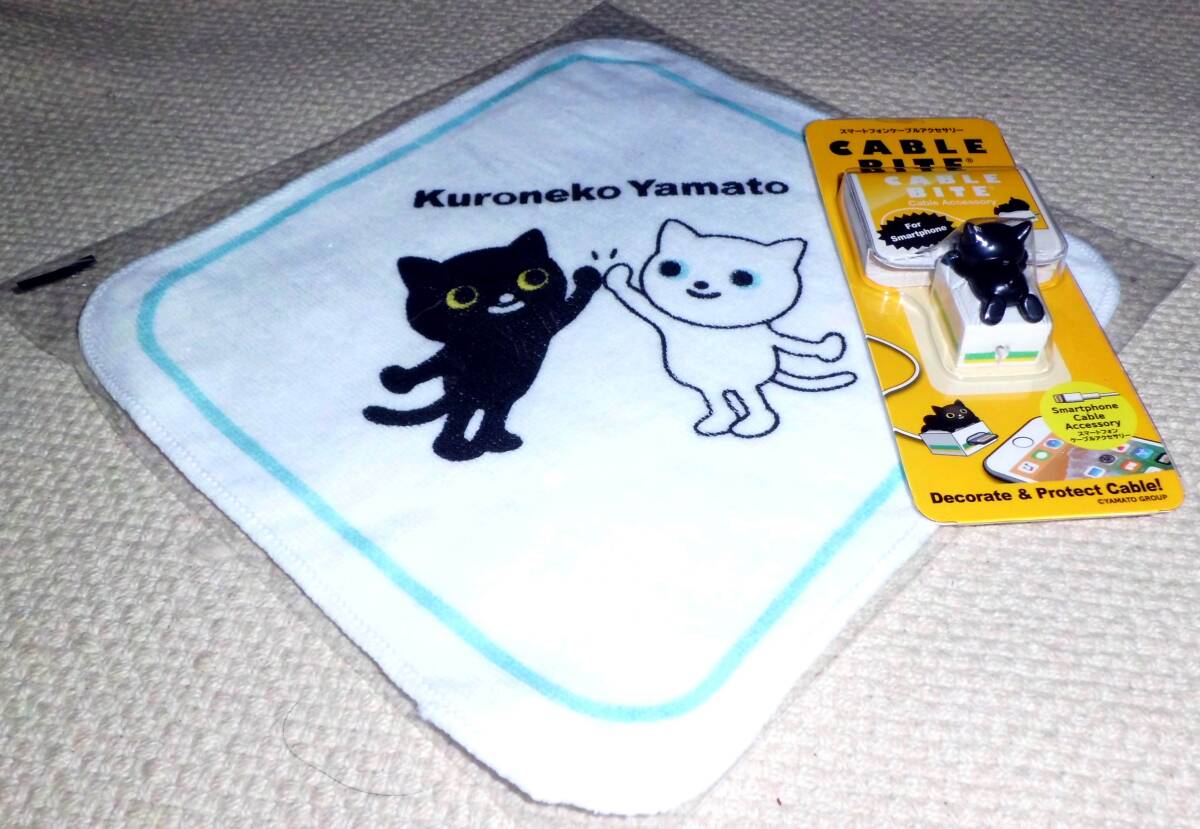 Kuroneko Yamato
スマートフォンケーブルアクセサリー
CABLE
BITE®
CABLE
BITE
Cable Accessory
For
Smartphone
Smartphone
Cable
Accessory
スマートフォン
ケーブルアクセサリー
Decorate & Protect Cable!
©YAMATO GROUP